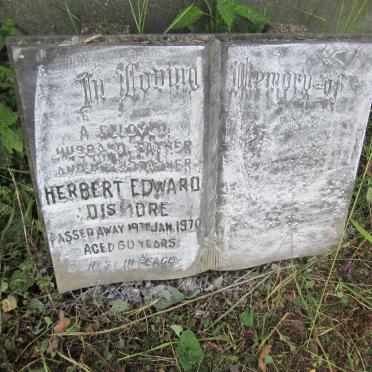 In Loving Memory of
A BELOVED
HUSBAND, FATHER
AND
HERBERT EDWARD
DISMORE
PASSED AWAY 19TH JAN. 1970
AGED 60 YEARS
REST IN PEACE